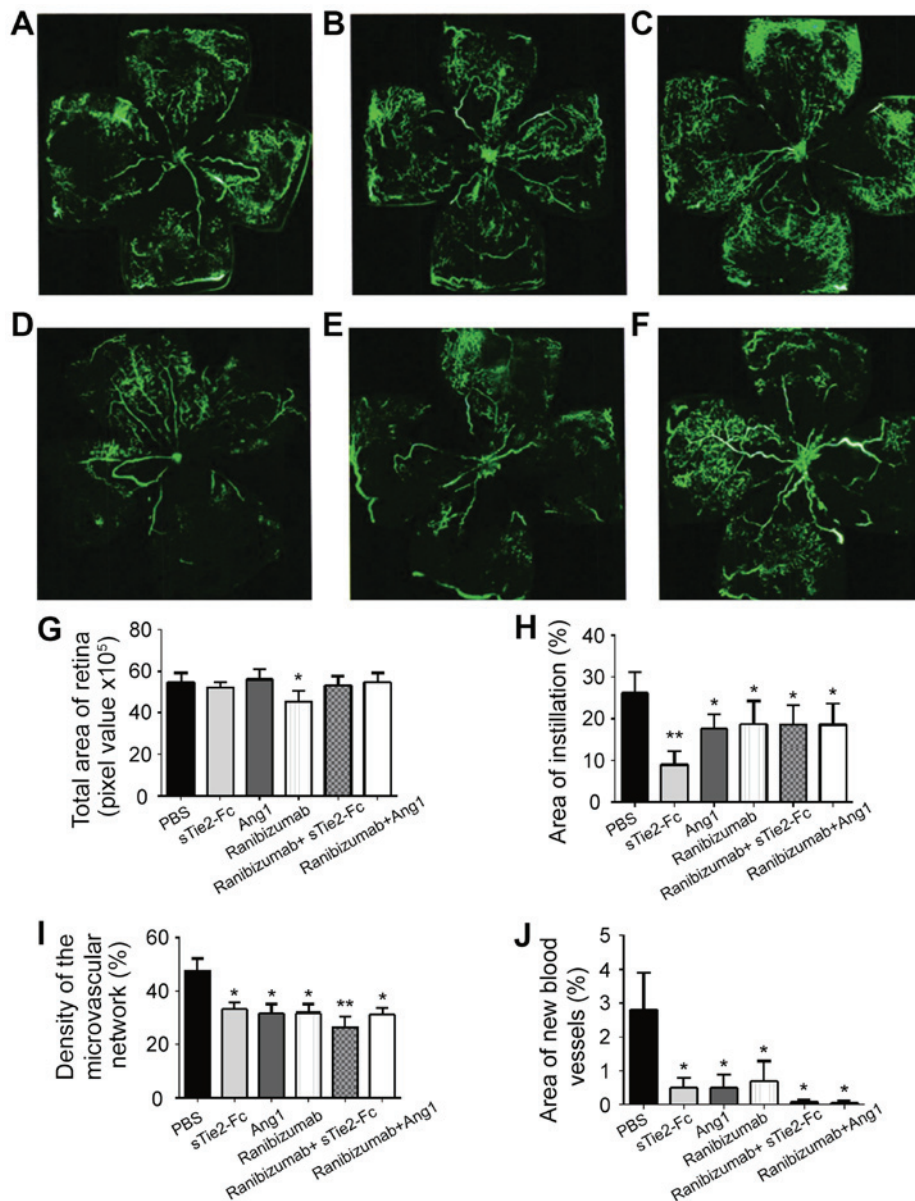 A
B
C
D
E
F
G
Total area of retina
(pixel value x10⁵)
80
60
40
20
0
*
PBS
sTie2-Fc
Ang1
Ranibizumab
Ranibizumab+ sTie2-Fc
Ranibizumab+Ang1
H
Area of instillation (%)
40
30
20
10
0
**
*
*
*
*
PBS
sTie2-Fc
Ang1
Ranibizumab
Ranibizumab+ sTie2-Fc
Ranibizumab+Ang1
I
Density of the
microvascular
network (%)
60
40
20
0
*
*
*
**
*
PBS
sTie2-Fc
Ang1
Ranibizumab
Ranibizumab+ sTie2-Fc
Ranibizumab+Ang1
J
Area of new blood
vessels (%)
5
4
3
2
1
0
*
*
*
*
*
PBS
sTie2-Fc
Ang1
Ranibizumab
Ranibizumab+ sTie2-Fc
Ranibizumab+Ang1